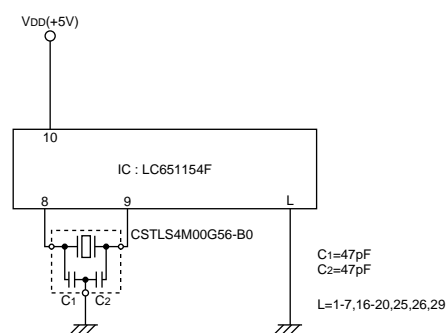 VDD(+5V)
10
IC : LC651154F
8
9
L
CSTLS4M00G56-B0
C1
C2
C1=47pF
C2=47pF
L=1-7,16-20,25,26,29